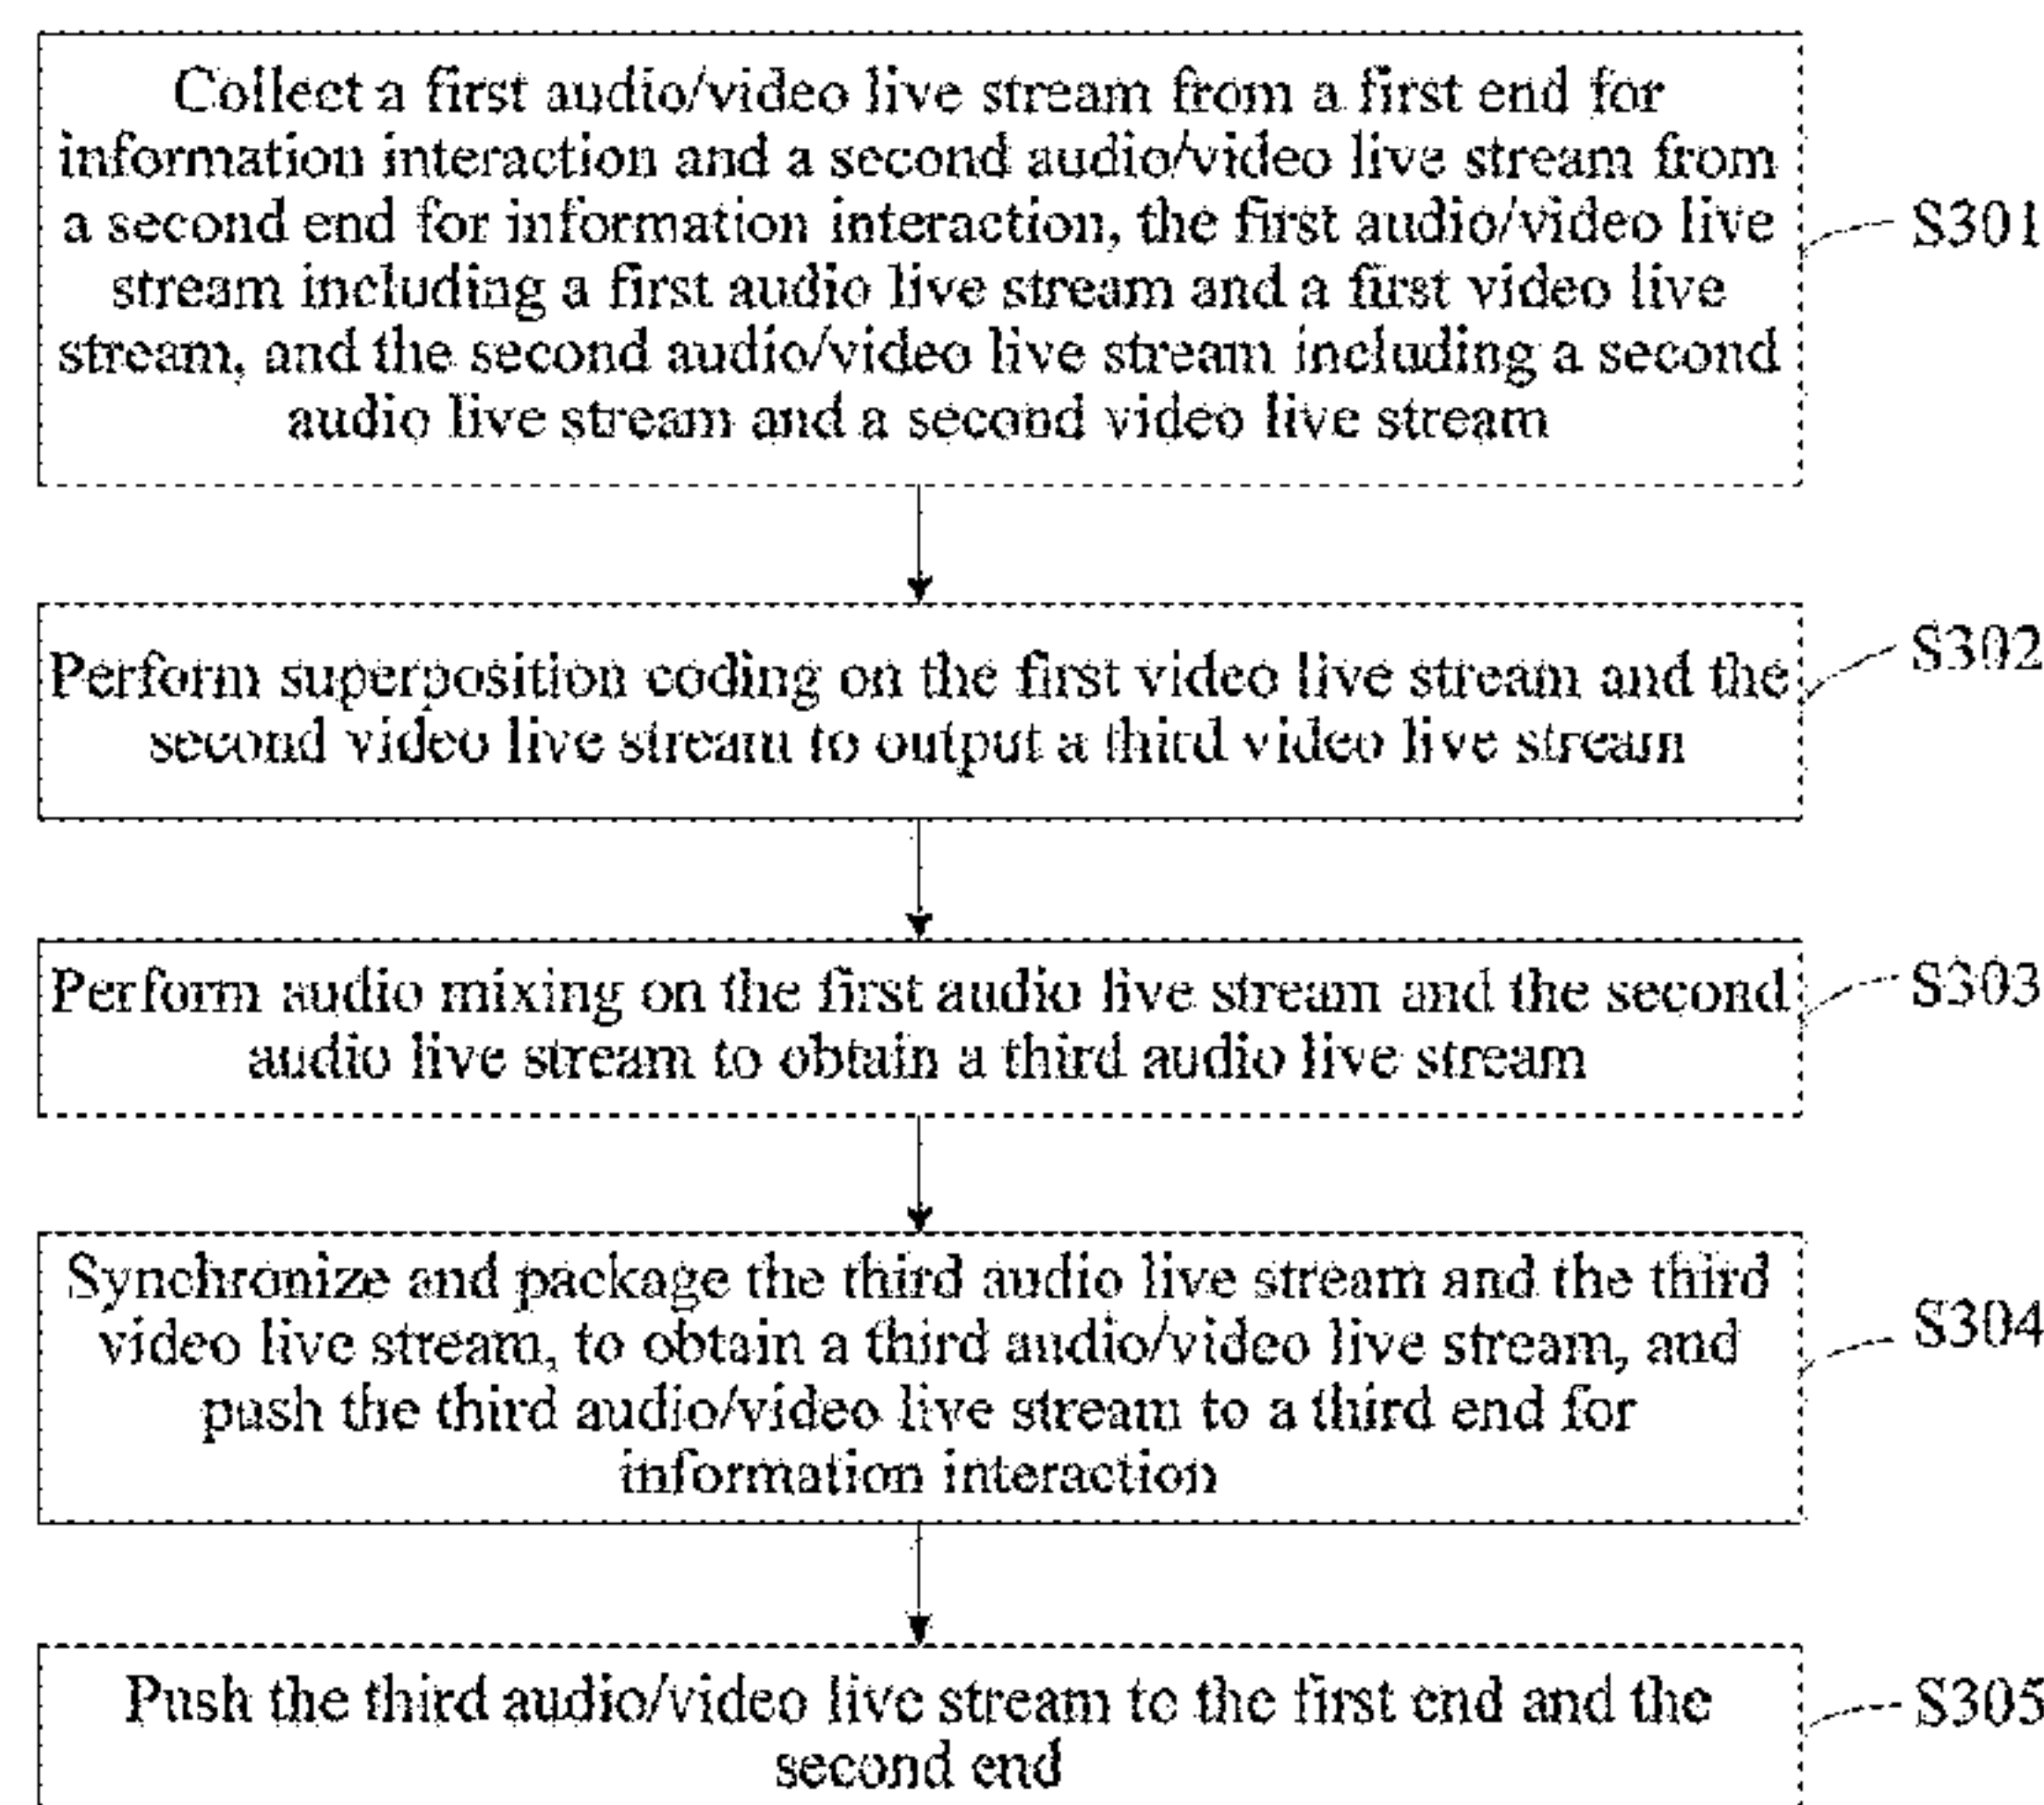 Collect a first audio/video live stream from a first end for
information interaction and a second audio/video live stream from
a second end for information interaction, the first audio/video live
stream including a first audio live stream and a first video live
stream, and the second audio/video live stream including a second
audio live stream and a second video live stream
S301
Perform superposition coding on the first video live stream and the
second video live stream to output a third video live stream
S302
Perform audio mixing on the first audio live stream and the second
audio live stream to obtain a third audio live stream
S303
Synchronize and package the third audio live stream and the third
video live stream, to obtain a third audio/video live stream, and
push the third audio/video live stream to a third end for
information interaction
S304
Push the third audio/video live stream to the first end and the
second end
S305